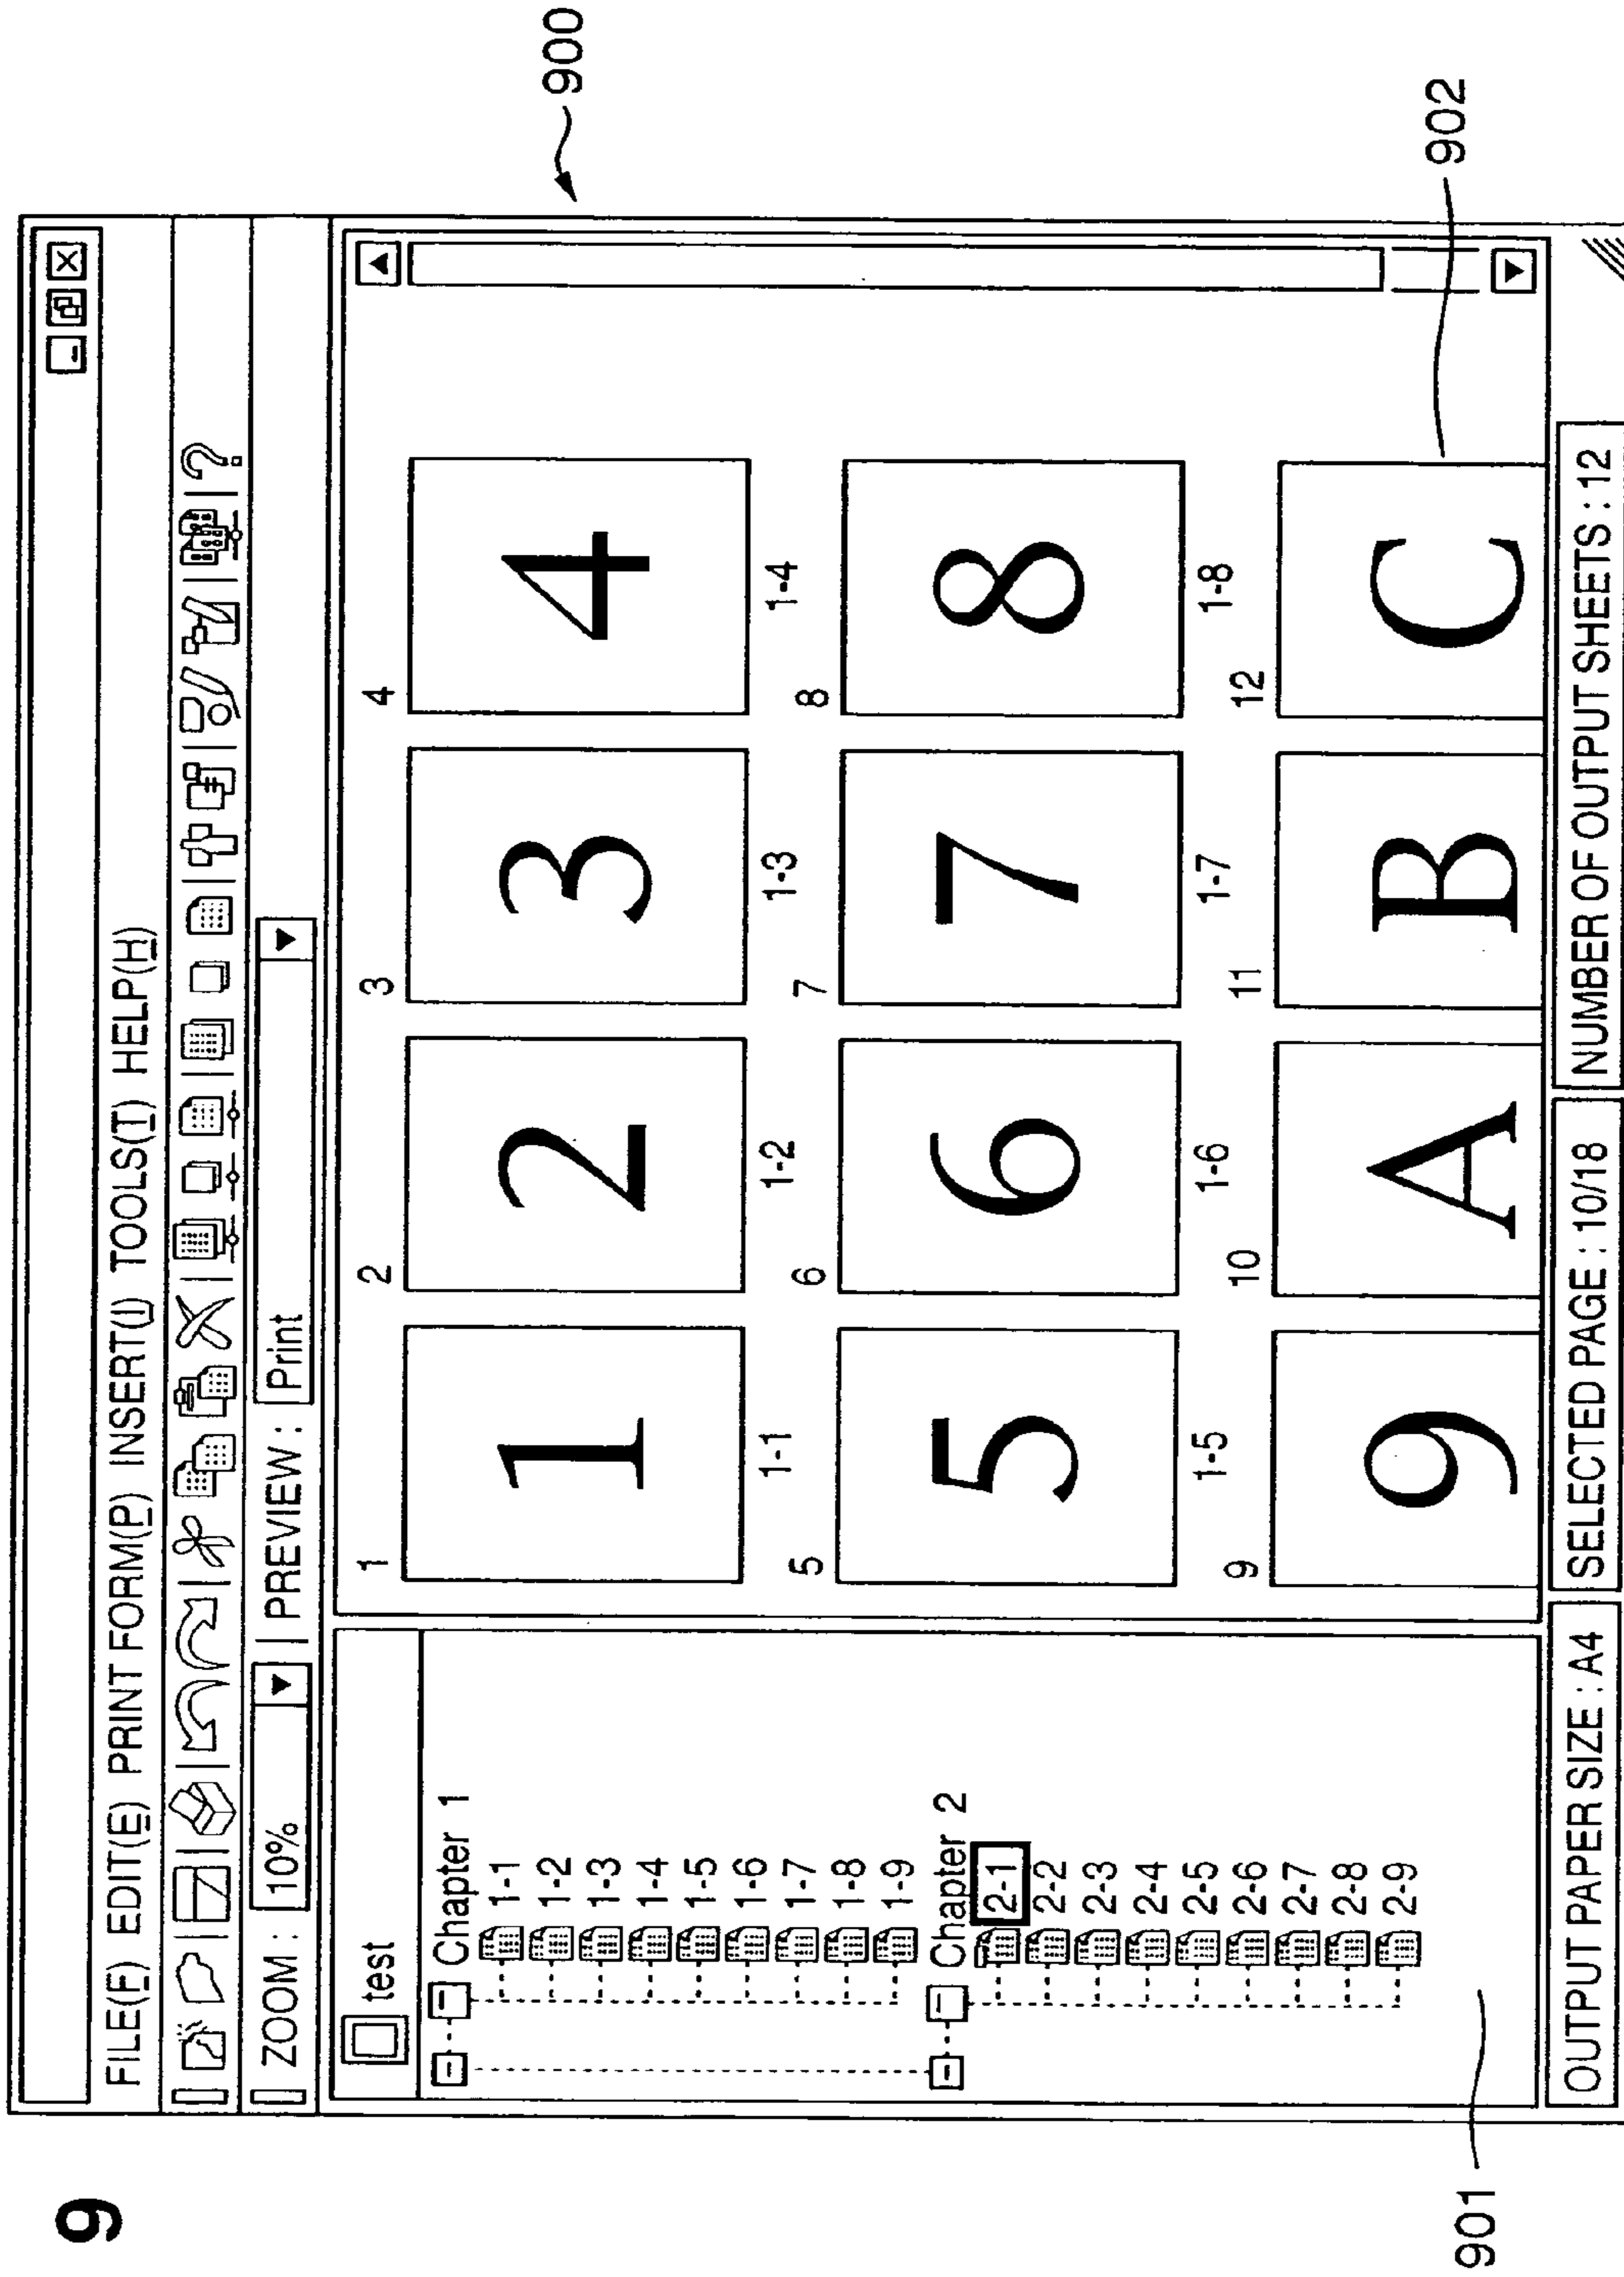 9
900
FILE(F) EDIT(E) PRINT FORM(P) INSERT(I) TOOLS(T) HELP(H)
?
ZOOM : 10% PREVIEW : Print
test
Chapter 1
1-1
1-2
1-3
1-4
1-5
1-6
1-7
1-8
1-9
Chapter 2
2-1
2-2
2-3
2-4
2-5
2-6
2-7
2-8
2-9
1 2 3 4
1 2 3 4
1-1 1-2 1-3 1-4
5 6 7 8
5 6 7 8
1-5 1-6 1-7 1-8
9 10 11 12
9 A B C
901
902
OUTPUT PAPER SIZE : A4 SELECTED PAGE : 10/18 NUMBER OF OUTPUT SHEETS : 12